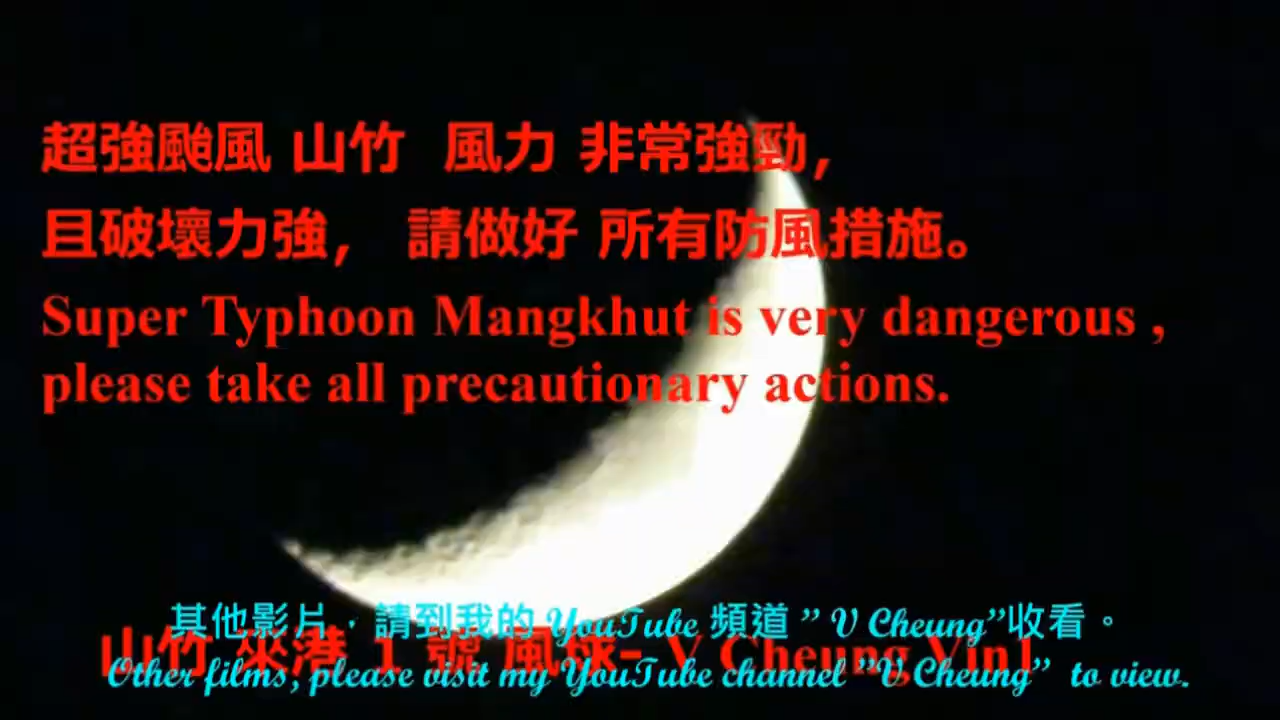 超強颱風 山竹 風力 非常強勁，
且破壞力強， 請做好 所有防風措施。
Super Typhoon Mangkhut is very dangerous ,
please take all precautionary actions.
其他影片，請到我的 YouTube 頻道 ” V Cheung”收看。
山竹 來港 1 號 風球- V Cheung Vin1
Other films, please visit my YouTube channel ”V Cheung” to view.